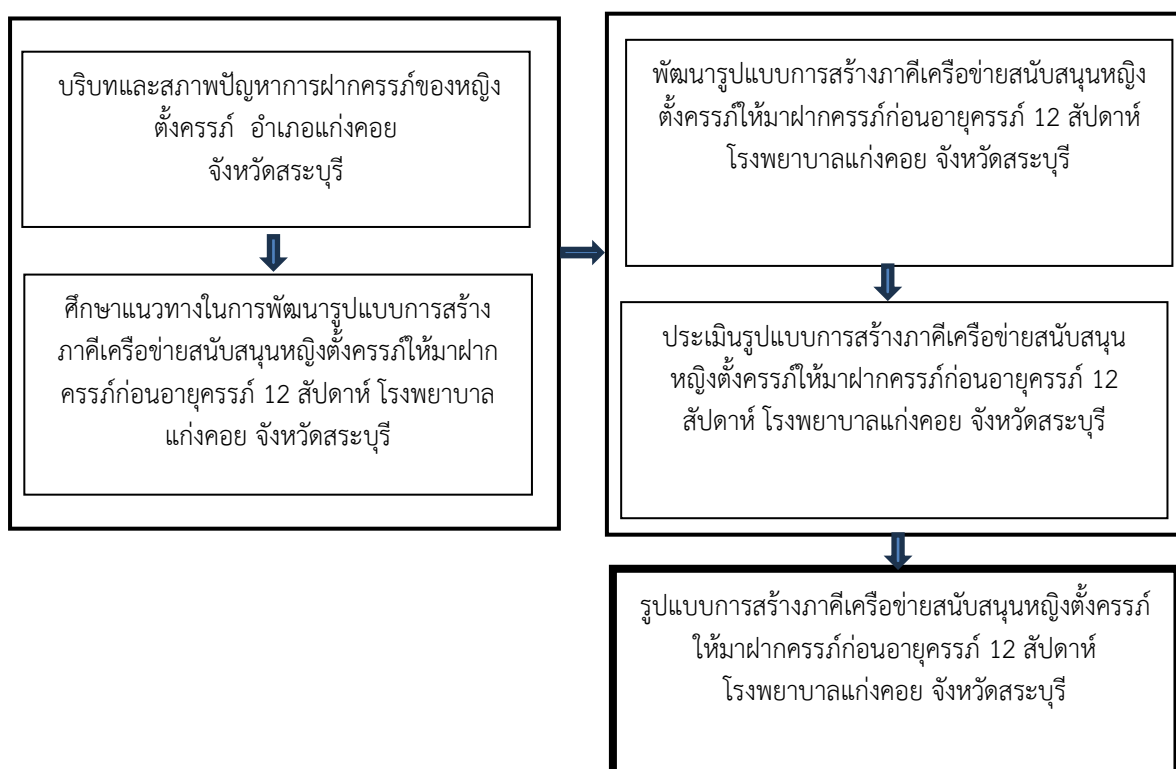 บริบทและสภาพปัญหาการฝากครรภ์ของหญิง
ตั้งครรภ์ อำเภอแก่งคอย
จังหวัดสระบุรี
ศึกษาแนวทางในการพัฒนารูปแบบการสร้าง
ภาคีเครือข่ายสนับสนุนหญิงตั้งครรภ์ให้มาฝาก
ครรภ์ก่อนอายุครรภ์ 12 สัปดาห์ โรงพยาบาล
แก่งคอย จังหวัดสระบุรี
พัฒนารูปแบบการสร้างภาคีเครือข่ายสนับสนุนหญิง
ตั้งครรภ์ให้มาฝากครรภ์ก่อนอายุครรภ์ 12 สัปดาห์
โรงพยาบาลแก่งคอย จังหวัดสระบุรี
ประเมินรูปแบบการสร้างภาคีเครือข่ายสนับสนุน
หญิงตั้งครรภ์ให้มาฝากครรภ์ก่อนอายุครรภ์ 12
สัปดาห์ โรงพยาบาลแก่งคอย จังหวัดสระบุรี
รูปแบบการสร้างภาคีเครือข่ายสนับสนุนหญิงตั้งครรภ์
ให้มาฝากครรภ์ก่อนอายุครรภ์ 12 สัปดาห์
โรงพยาบาลแก่งคอย จังหวัดสระบุรี